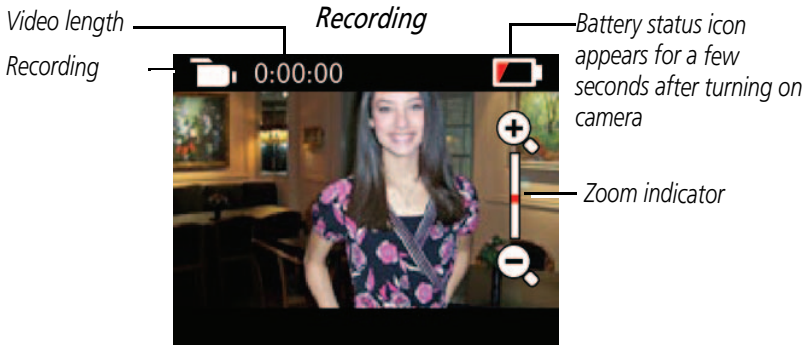 Recording
Video length
Recording
0:00:00
Battery status icon
appears for a few
seconds after turning on
camera
Zoom indicator